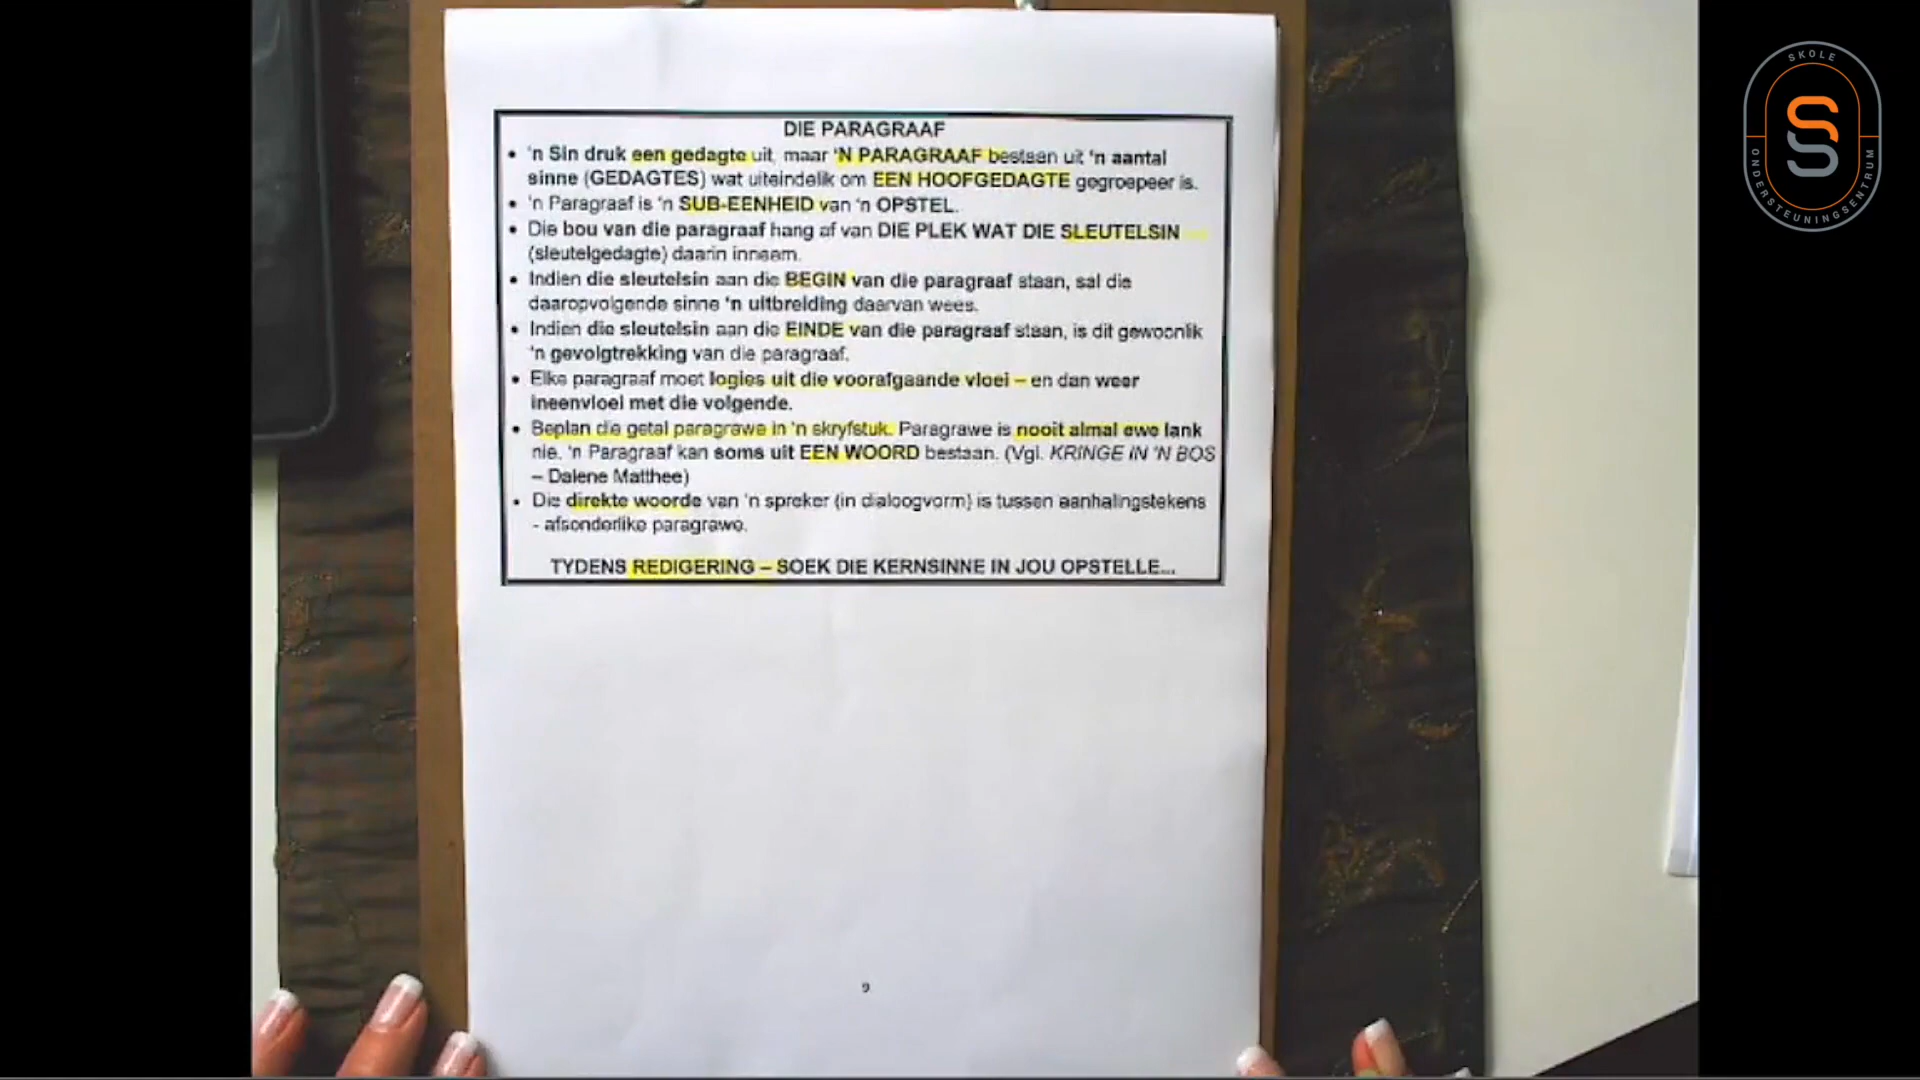 DIE PARAGRAAF
• 'n Sin druk een gedagte uit, maar 'N PARAGRAAF bestaan uit 'n aantal
sinne (GEDAGTES) wat uiteindelik om EEN HOOFGEDAGTE gegroepeer is.
• 'n Paragraaf is 'n SUB-EENHEID van 'n OPSTEL.
• Die bou van die paragraaf hang af van DIE PLEK WAT DIE SLEUTELSIN
(sleutelgedagte) daarin inneem.
• Indien die sleutelsin aan die BEGIN van die paragraaf staan, sal die
daaropvolgende sinne 'n uitbreiding daarvan wees.
• Indien die sleutelsin aan die EINDE van die paragraaf staan, is dit gewoonlik
'n gevolgtrekking van die paragraaf.
• Elke paragraaf moet logies uit die voorafgaande vloei – en dan weer
ineenvloei met die volgende.
• Beplan die getal paragrawe in 'n skryfstuk. Paragrawe is nooit almal ewe lank
nie. 'n Paragraaf kan soms uit EEN WOORD bestaan. (Vgl. KRINGE IN 'N BOS
– Dalene Matthee)
• Die direkte woorde van 'n spreker (in dialoogvorm) is tussen aanhalingstekens
- afsonderlike paragrawe.
TYDENS REDIGERING – SOEK DIE KERNSINNE IN JOU OPSTELLE...
9
SKOLE
ONDERSTEUNINGSENTRUM